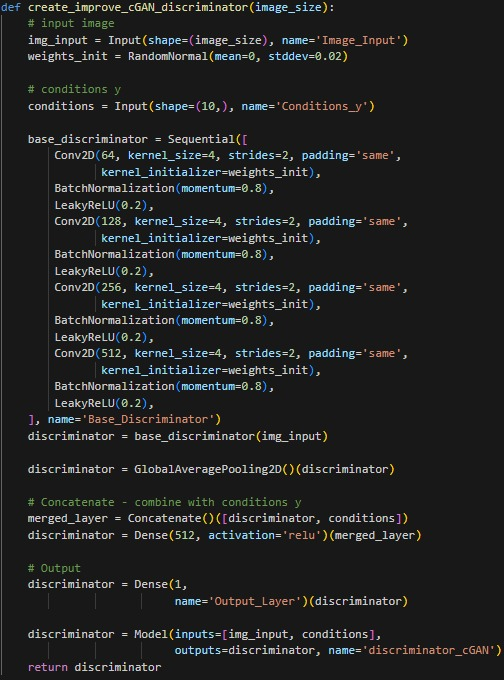 def create_improve_cGAN_discriminator(image_size):
    # input image
    img_input = Input(shape=(image_size), name='Image_Input')
    weights_init = RandomNormal(mean=0, stddev=0.02)

    # conditions y
    conditions = Input(shape=(10,), name='Conditions_y')

    base_discriminator = Sequential([
        Conv2D(64, kernel_size=4, strides=2, padding='same',
               kernel_initializer=weights_init),
        BatchNormalization(momentum=0.8),
        LeakyReLU(0.2),
        Conv2D(128, kernel_size=4, strides=2, padding='same',
               kernel_initializer=weights_init),
        BatchNormalization(momentum=0.8),
        LeakyReLU(0.2),
        Conv2D(256, kernel_size=4, strides=2, padding='same',
               kernel_initializer=weights_init),
        BatchNormalization(momentum=0.8),
        LeakyReLU(0.2),
        Conv2D(512, kernel_size=4, strides=2, padding='same',
               kernel_initializer=weights_init),
        BatchNormalization(momentum=0.8),
        LeakyReLU(0.2),
    ], name='Base_Discriminator')
    discriminator = base_discriminator(img_input)

    discriminator = GlobalAveragePooling2D()(discriminator)

    # Concatenate - combine with conditions y
    merged_layer = Concatenate()([discriminator, conditions])
    discriminator = Dense(512, activation='relu')(merged_layer)

    # Output
    discriminator = Dense(1,
                          name='Output_Layer')(discriminator)

    discriminator = Model(inputs=[img_input, conditions],
                          outputs=discriminator, name='discriminator_cGAN')
    return discriminator